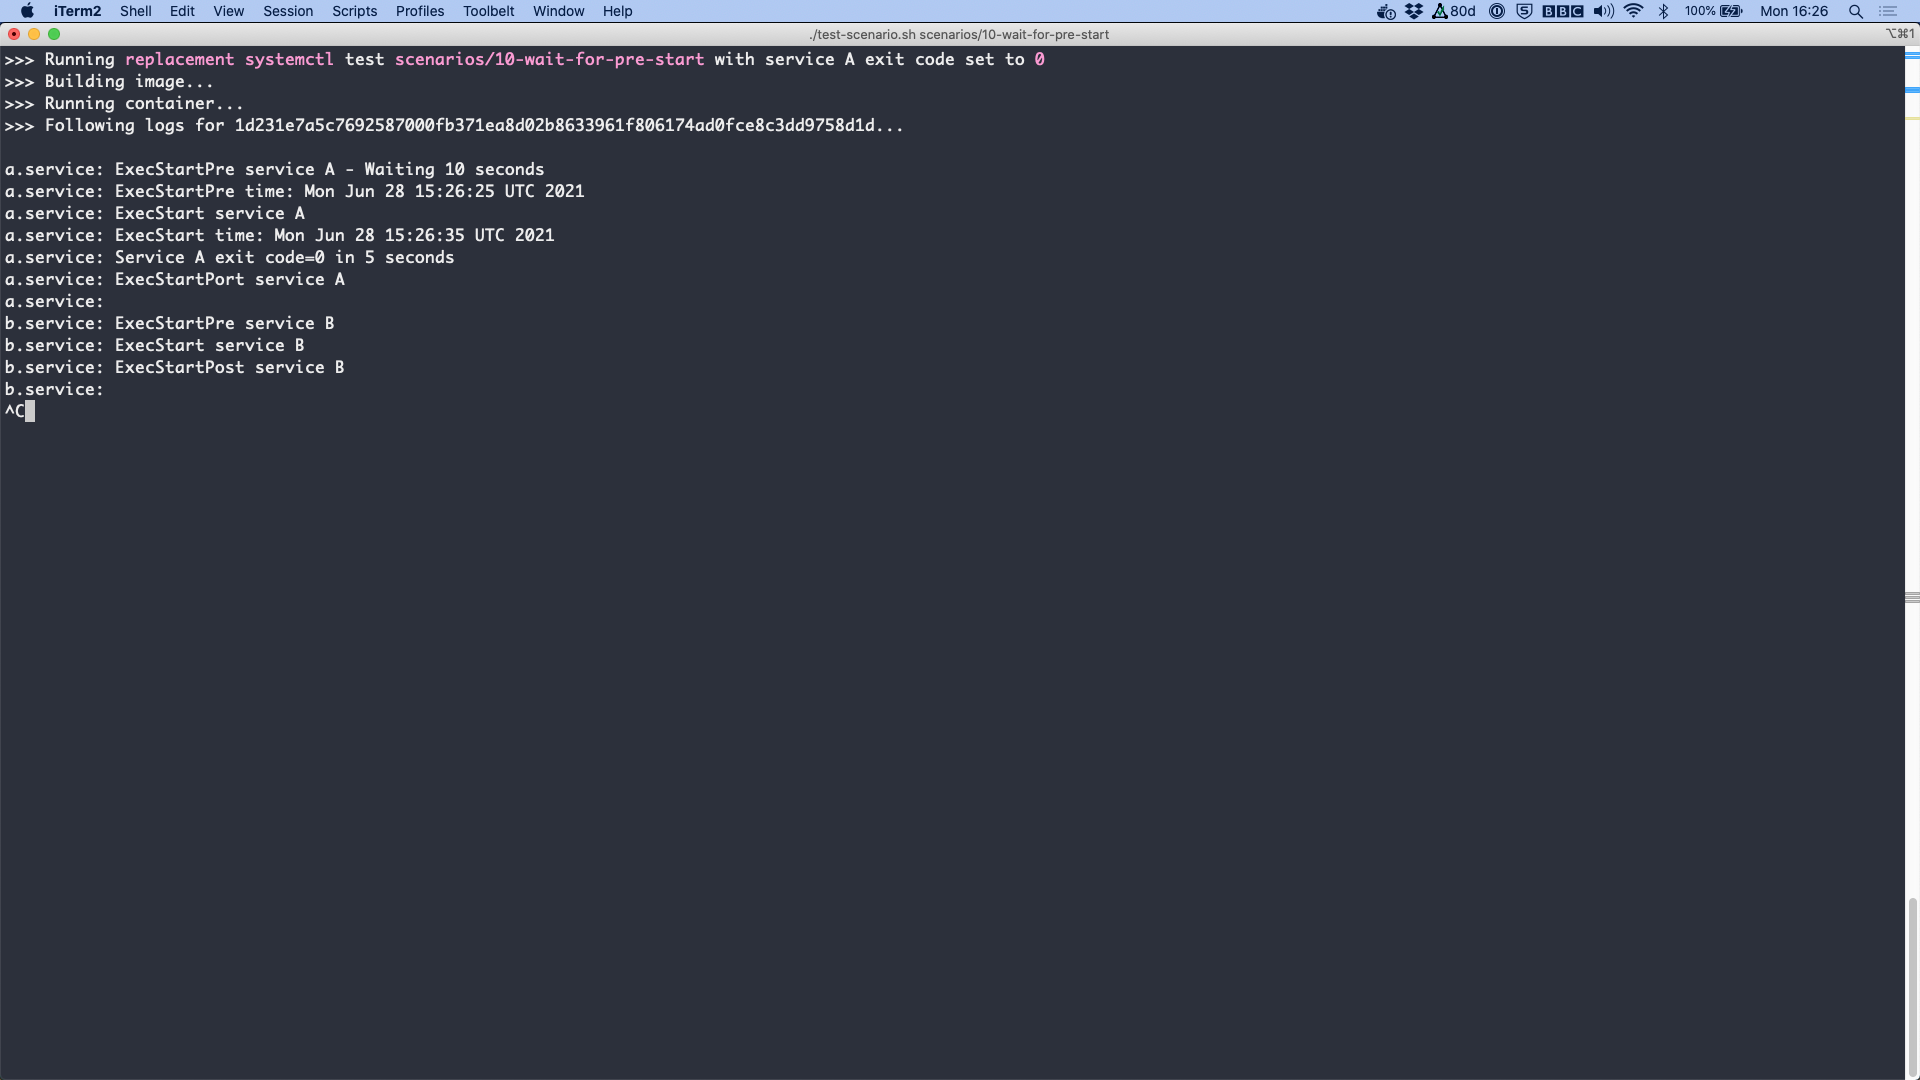 iTerm2 Shell Edit View Session Scripts Profiles Toolbelt Window Help 80d BBC 100% Mon 16:26
./test-scenario.sh scenarios/10-wait-for-pre-start ⌥⌘1
>>> Running replacement systemctl test scenarios/10-wait-for-pre-start with service A exit code set to 0
>>> Building image...
>>> Running container...
>>> Following logs for 1d231e7a5c7692587000fb371ea8d02b8633961f806174ad0fce8c3dd9758d1d...
a.service: ExecStartPre service A - Waiting 10 seconds
a.service: ExecStartPre time: Mon Jun 28 15:26:25 UTC 2021
a.service: ExecStart service A
a.service: ExecStart time: Mon Jun 28 15:26:35 UTC 2021
a.service: Service A exit code=0 in 5 seconds
a.service: ExecStartPort service A
a.service:
b.service: ExecStartPre service B
b.service: ExecStart service B
b.service: ExecStartPost service B
b.service:
^C